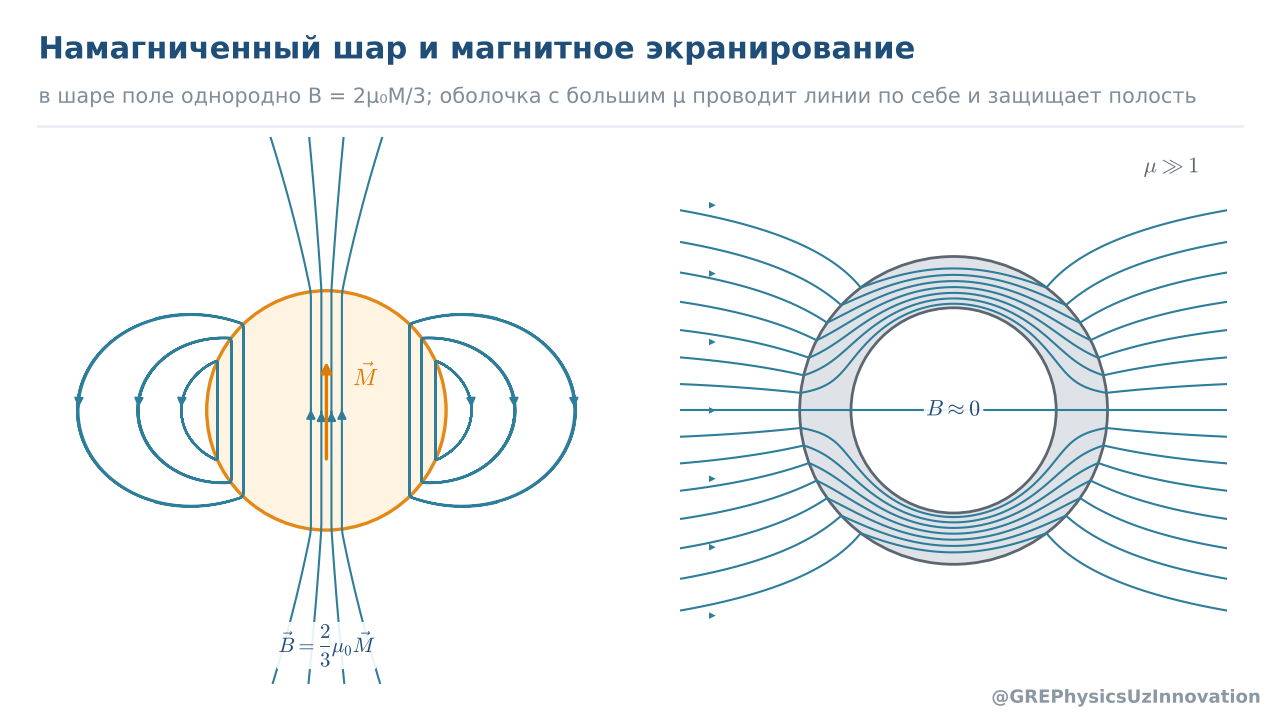 Намагниченный шар и магнитное экранирование
в шаре поле однородно B = 2μ₀M/3; оболочка с большим μ проводит линии по себе и защищает полость
μ ≫ 1
M⃗
B ≈ 0
B⃗ = 2/3 μ₀M⃗
@GREPhysicsUzInnovation